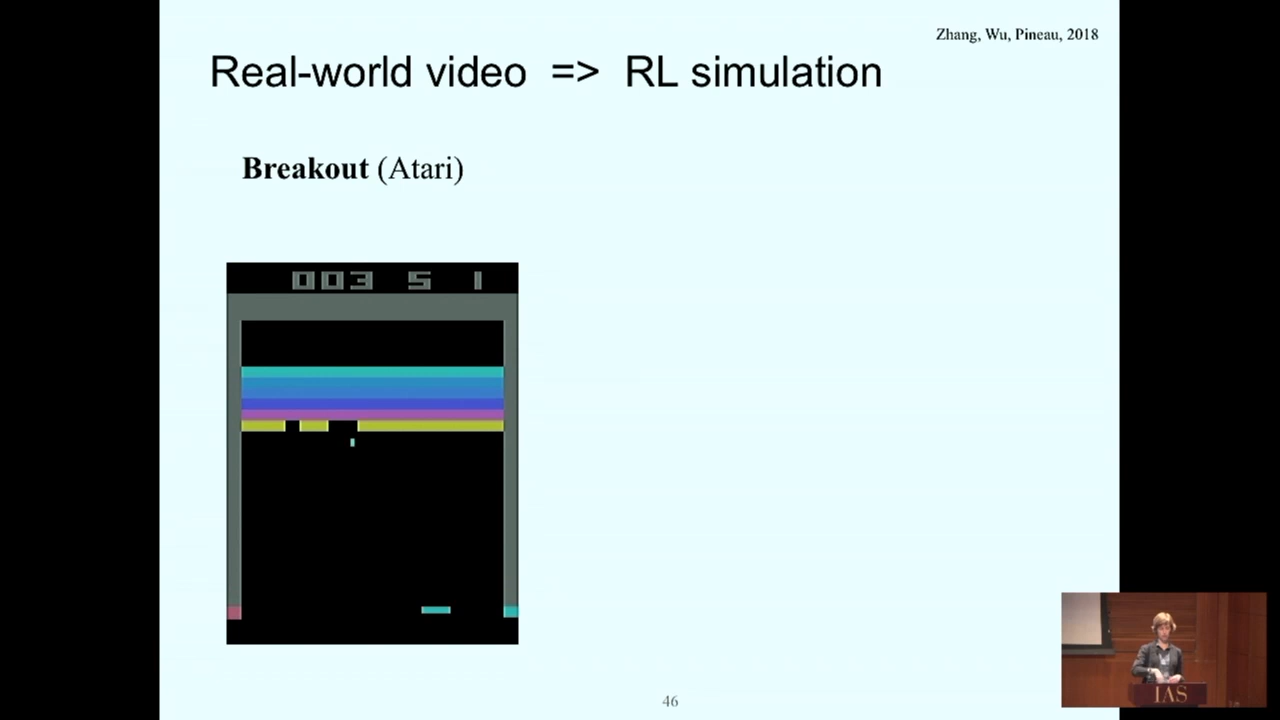 Zhang, Wu, Pineau, 2018
Real-world video => RL simulation
Breakout (Atari)
003 5 1
46
IAS